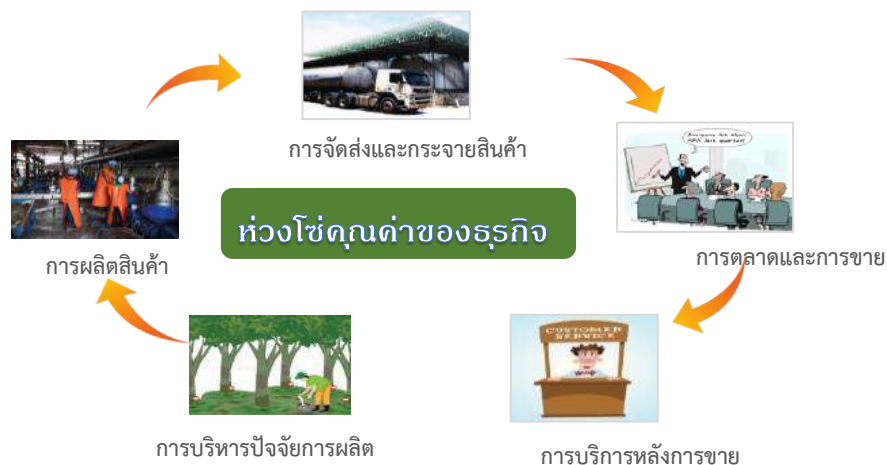 การจัดส่งและกระจายสินค้า
ห่วงโซ่คุณค่าของธุรกิจ
การผลิตสินค้า
การตลาดและการขาย
CUSTOMER
SERVICE
การบริหารปัจจัยการผลิต
การบริการหลังการขาย